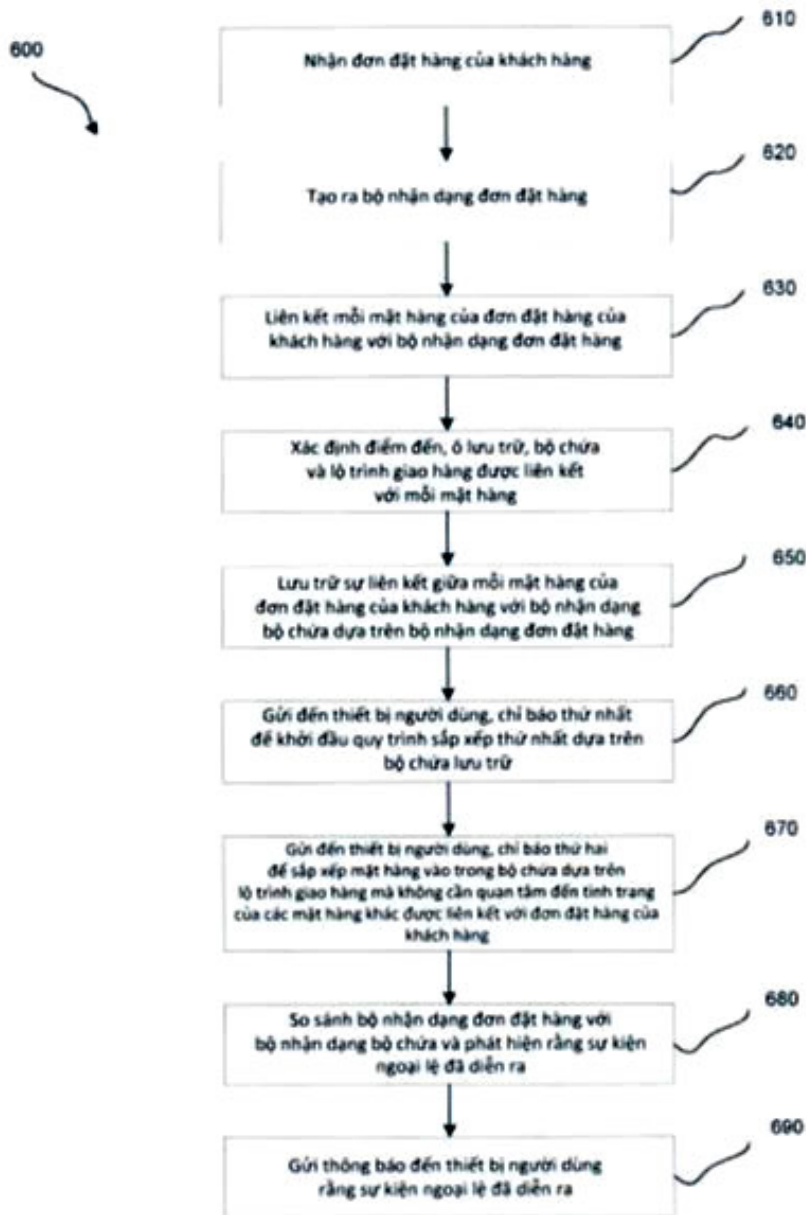 610
600
Nhận đơn đặt hàng của khách hàng
620
Tạo ra bộ nhận dạng đơn đặt hàng
630
Liên kết mỗi mặt hàng của đơn đặt hàng của
khách hàng với bộ nhận dạng đơn đặt hàng
640
Xác định điểm đến, ô lưu trữ, bộ chứa
và lộ trình giao hàng được liên kết
với mỗi mặt hàng
650
Lưu trữ sự liên kết giữa mỗi mặt hàng của
đơn đặt hàng của khách hàng với bộ nhận dạng
bộ chứa dựa trên bộ nhận dạng đơn đặt hàng
660
Gửi đến thiết bị người dùng, chỉ báo thứ nhất
để khởi đầu quy trình sắp xếp thứ nhất dựa trên
bộ chứa lưu trữ
670
Gửi đến thiết bị người dùng, chỉ báo thứ hai
để sắp xếp mặt hàng vào trong bộ chứa dựa trên
lộ trình giao hàng mà không cần quan tâm đến tình trạng
của các mặt hàng khác được liên kết với đơn đặt hàng của
khách hàng
680
So sánh bộ nhận dạng đơn đặt hàng với
bộ nhận dạng bộ chứa và phát hiện rằng sự kiện
ngoại lệ đã diễn ra
690
Gửi thông báo đến thiết bị người dùng
rằng sự kiện ngoại lệ đã diễn ra